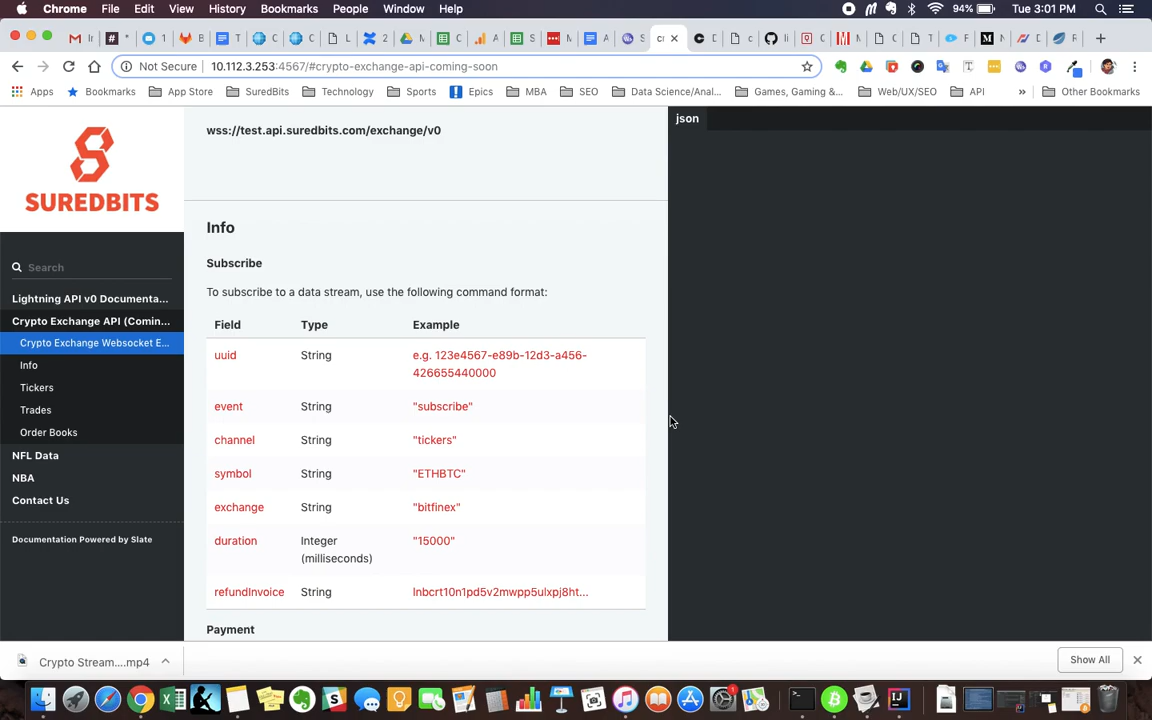 Chrome File Edit View History Bookmarks People Window Help 94% Tue 3:01 PM
Not Secure 10.112.3.253:4567/#crypto-exchange-api-coming-soon
Apps Bookmarks App Store SuredBits Technology Sports Epics MBA SEO Data Science/Anal... Games, Gaming &... Web/UX/SEO API » Other Bookmarks
SUREDBITS
Search
Lightning API v0 Documenta...
Crypto Exchange API (Comin...
Crypto Exchange Websocket E...
Info
Tickers
Trades
Order Books
NFL Data
NBA
Contact Us
Documentation Powered by Slate
wss://test.api.suredbits.com/exchange/v0
Info
Subscribe
To subscribe to a data stream, use the following command format:
Field Type Example
uuid String e.g. 123e4567-e89b-12d3-a456-
426655440000
event String "subscribe"
channel String "tickers"
symbol String "ETHBTC"
exchange String "bitfinex"
duration Integer "15000"
(milliseconds)
refundInvoice String lnbcrt10n1pd5v2mwpp5ulxpj8ht...
Payment
json
Crypto Stream....mp4
Show All